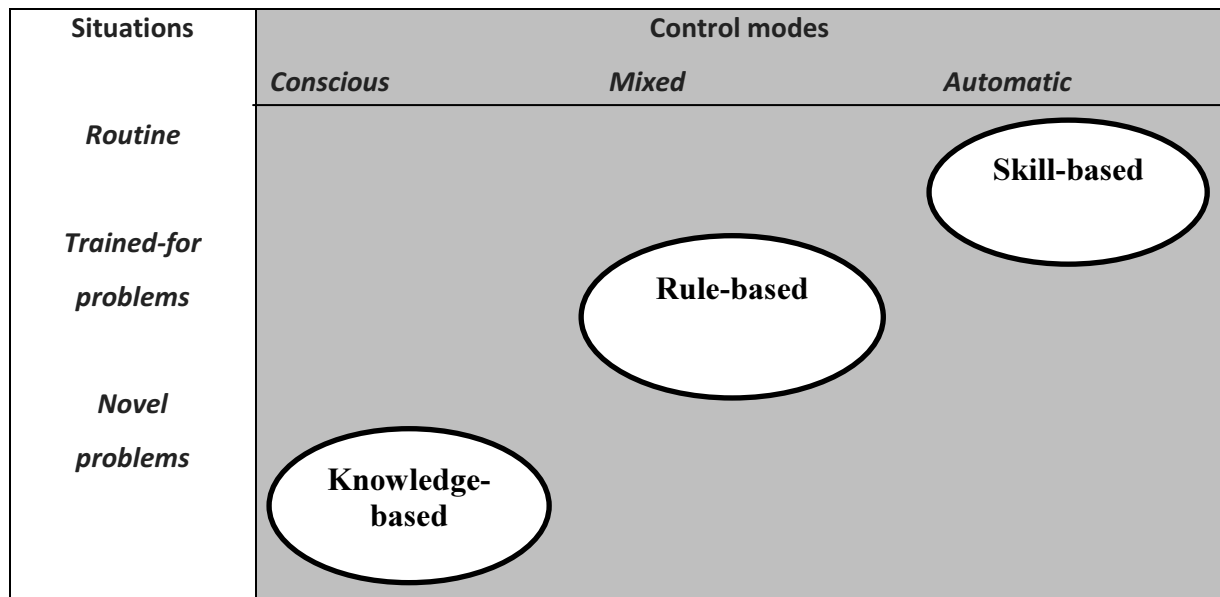 Situations
Control modes
Conscious Mixed Automatic
Routine
Skill-based
Trained-for
problems
Rule-based
Novel
problems
Knowledge-
based